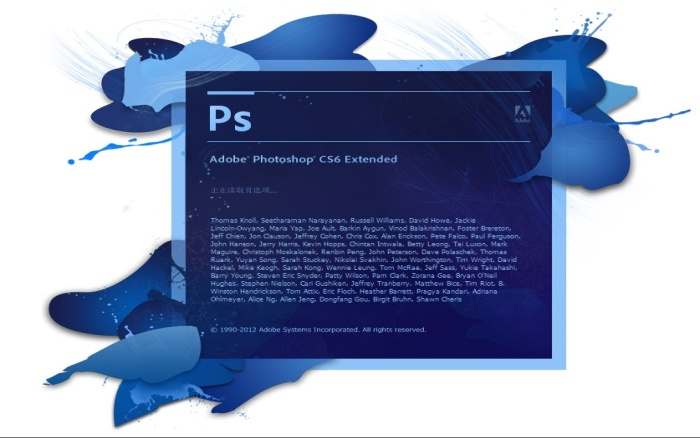 Ps
Adobe
Adobe® Photoshop® CS6 Extended
正在读取首选项...
Thomas Knoll, Seetharaman Narayanan, Russell Williams, David Howe, Jackie
Lincoln-Owyang, Maria Yap, Joe Ault, Barkin Aygun, Vinod Balakrishnan, Foster Brereton,
Jeff Chien, Jon Clauson, Jeffrey Cohen, Chris Cox, Alan Erickson, Pete Falco, Paul Ferguson,
John Hanson, Jerry Harris, Kevin Hopps, Chintan Intwala, Betty Leong, Tai Luxon, Mark
Maguire, Christoph Moskalonek, Renbin Peng, John Peterson, Dave Polaschek, Thomas
Ruark, Yuyan Song, Sarah Stuckey, Nikolai Svakhin, John Worthington, Tim Wright, David
Hackel, Mike Keogh, Sarah Kong, Wennie Leung, Tom McRae, Jeff Sass, Yukie Takahashi,
Barry Young, Steven Eric Snyder, Patty Wilson, Pam Clark, Zorana Gee, Bryan O'Neil
Hughes, Stephen Nielson, Cari Gushiken, Jeffrey Tranberry, Matthew Bice, Tim Riot, B.
Winston Hendrickson, Tom Attix, Eric Floch, Heather Barrett, Pragya Kandari, Adriana
Ohlmeyer, Alice Ng, Allen Jeng, Dongfang Gou, Birgit Bruhn, Shawn Cheris
© 1990-2012 Adobe Systems Incorporated. All rights reserved.